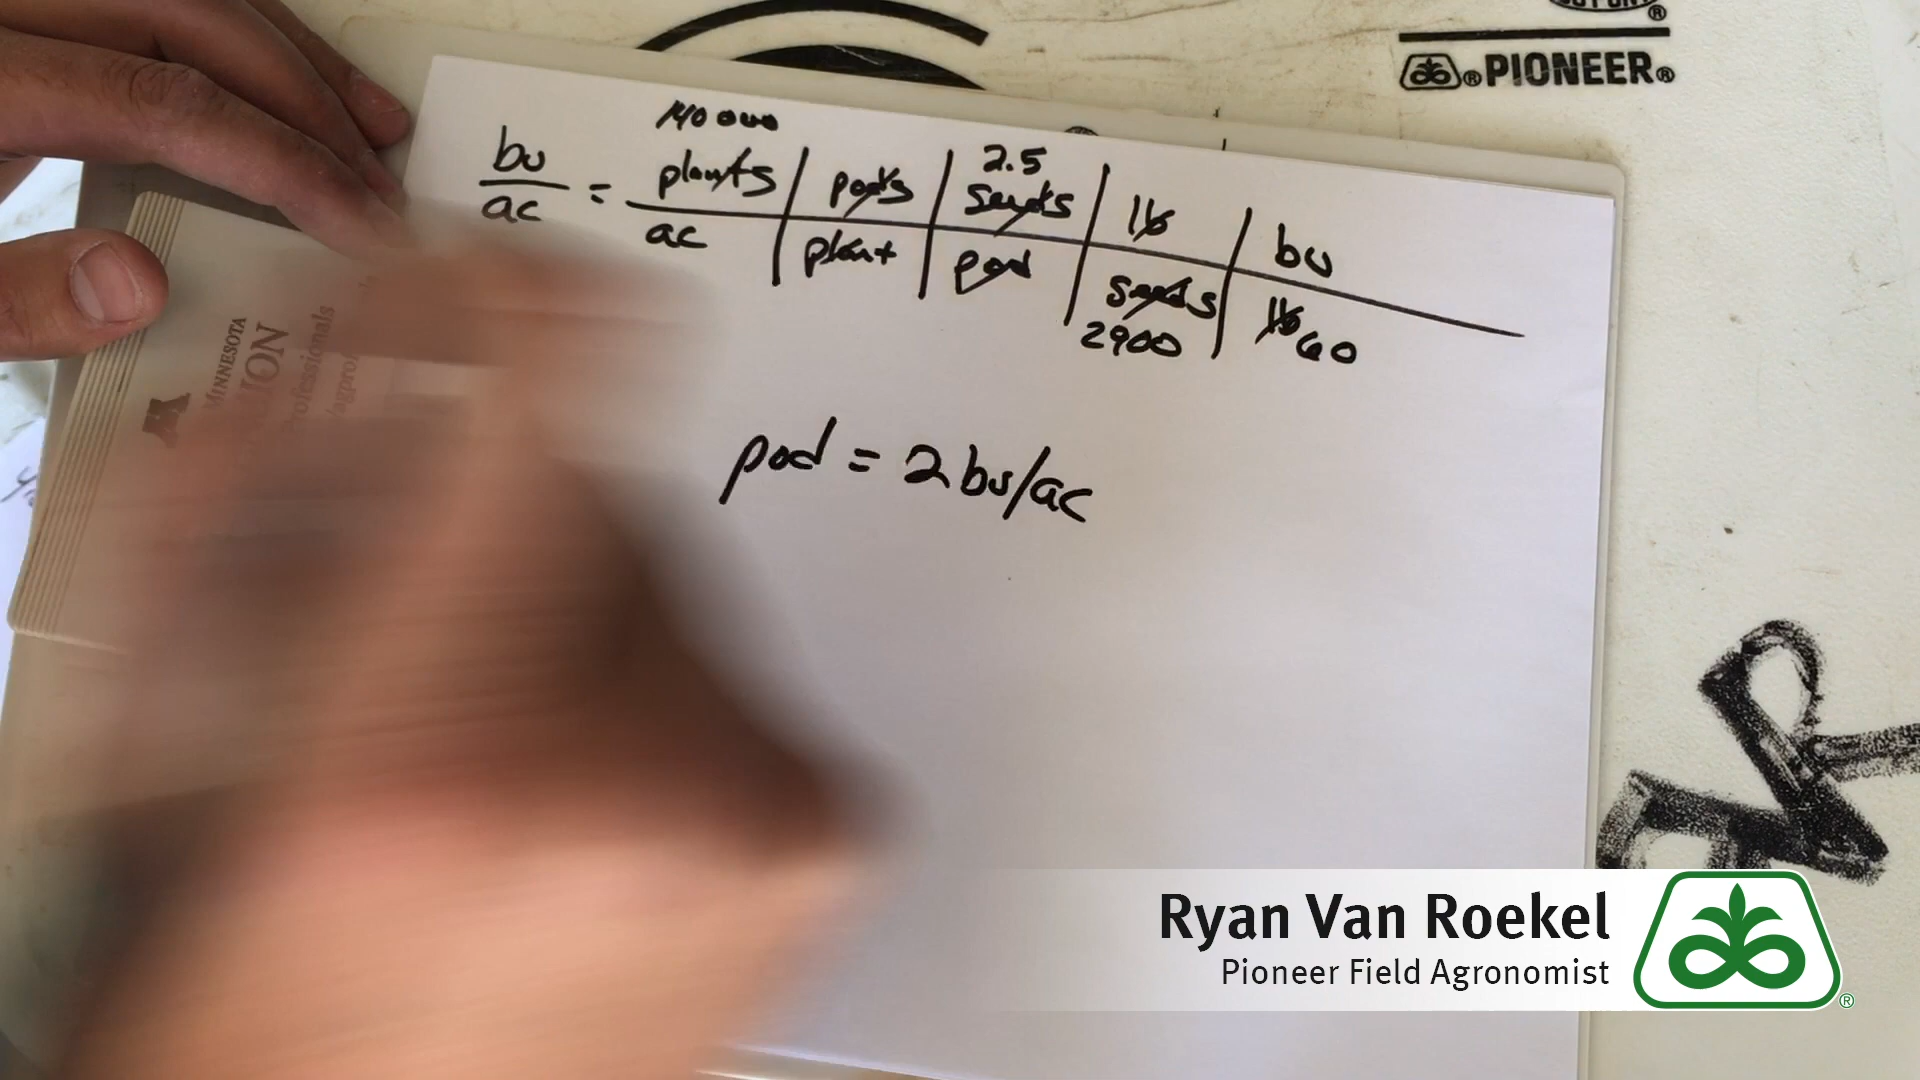 PIONEER®
140 000
bu/ac = plants/ac | pods/plant | 2.5 seeds/pod | lb/seeds 2900 | bu/lb 60
pod = 2 bu/ac
MINNESOTA
Professionals
Ryan Van Roekel
Pioneer Field Agronomist
®